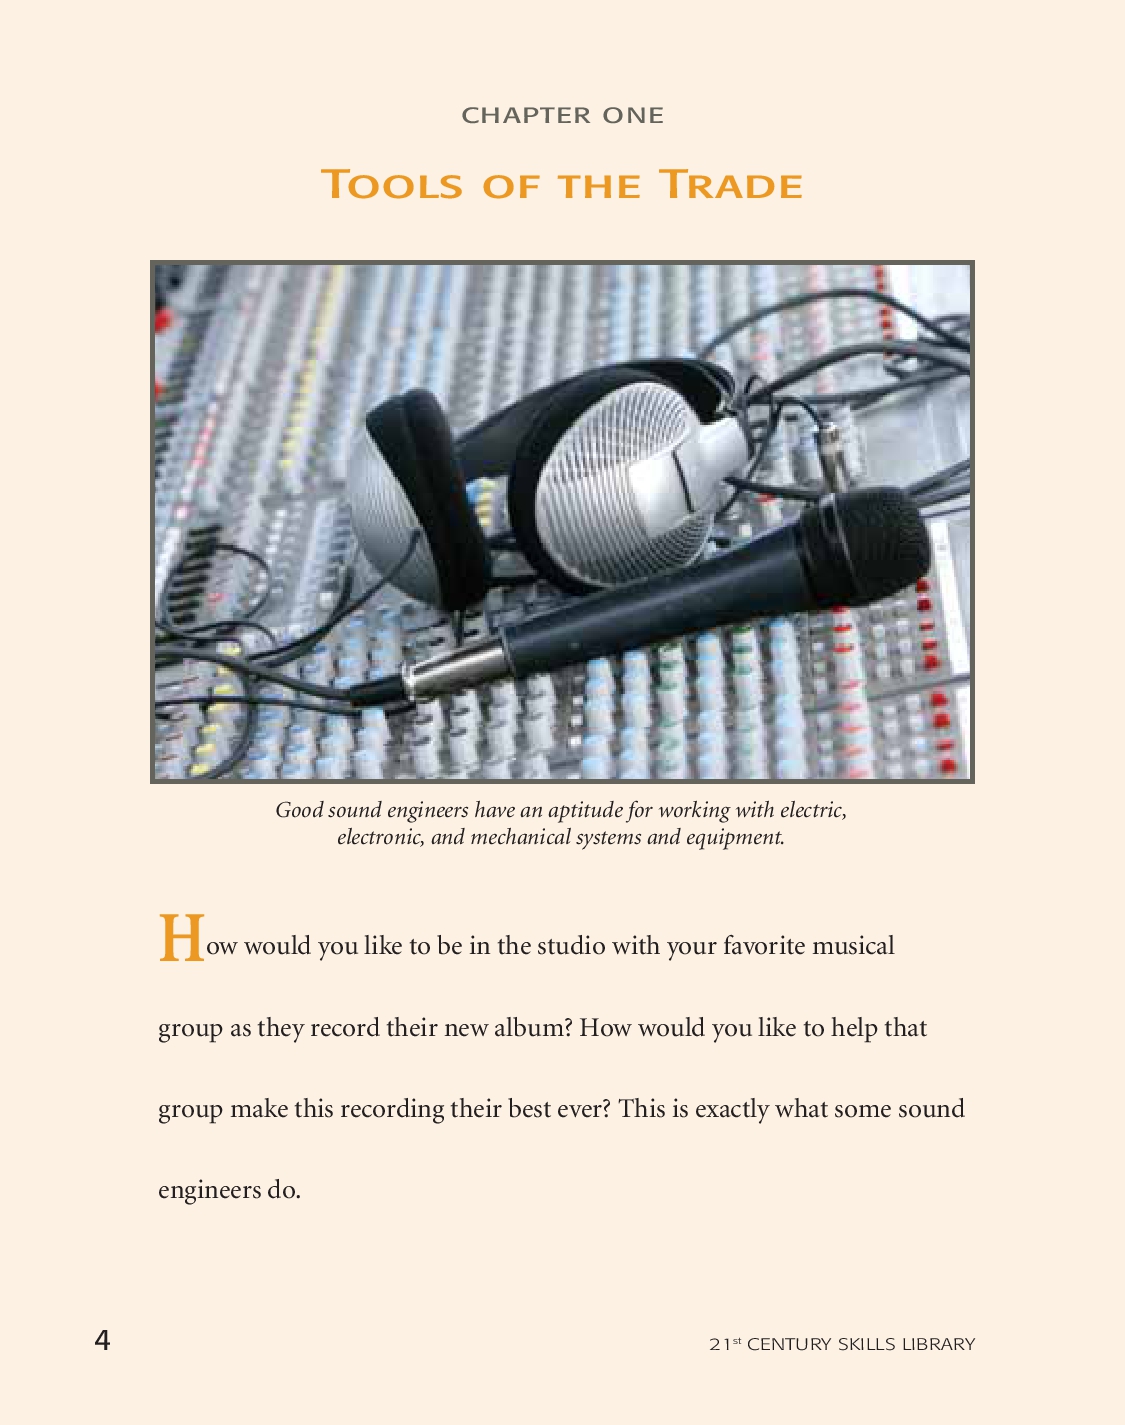 CHAPTER ONE
TOOLS OF THE TRADE
Good sound engineers have an aptitude for working with electric,
electronic, and mechanical systems and equipment.
How would you like to be in the studio with your favorite musical
group as they record their new album? How would you like to help that
group make this recording their best ever? This is exactly what some sound
engineers do.
4
21st CENTURY SKILLS LIBRARY